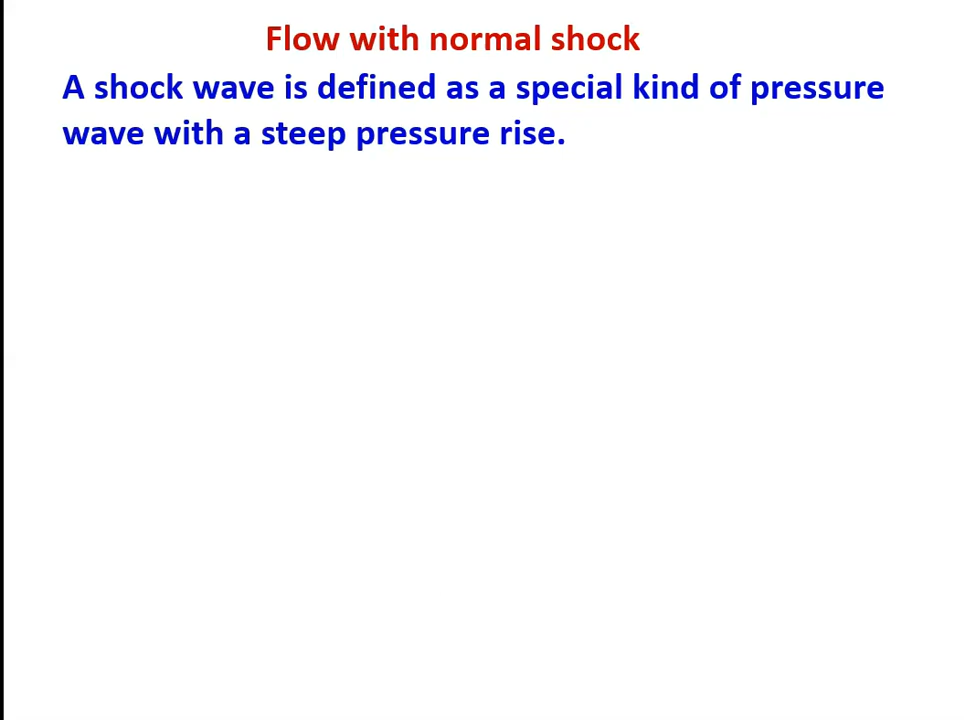 Flow with normal shock
A shock wave is defined as a special kind of pressure
wave with a steep pressure rise.